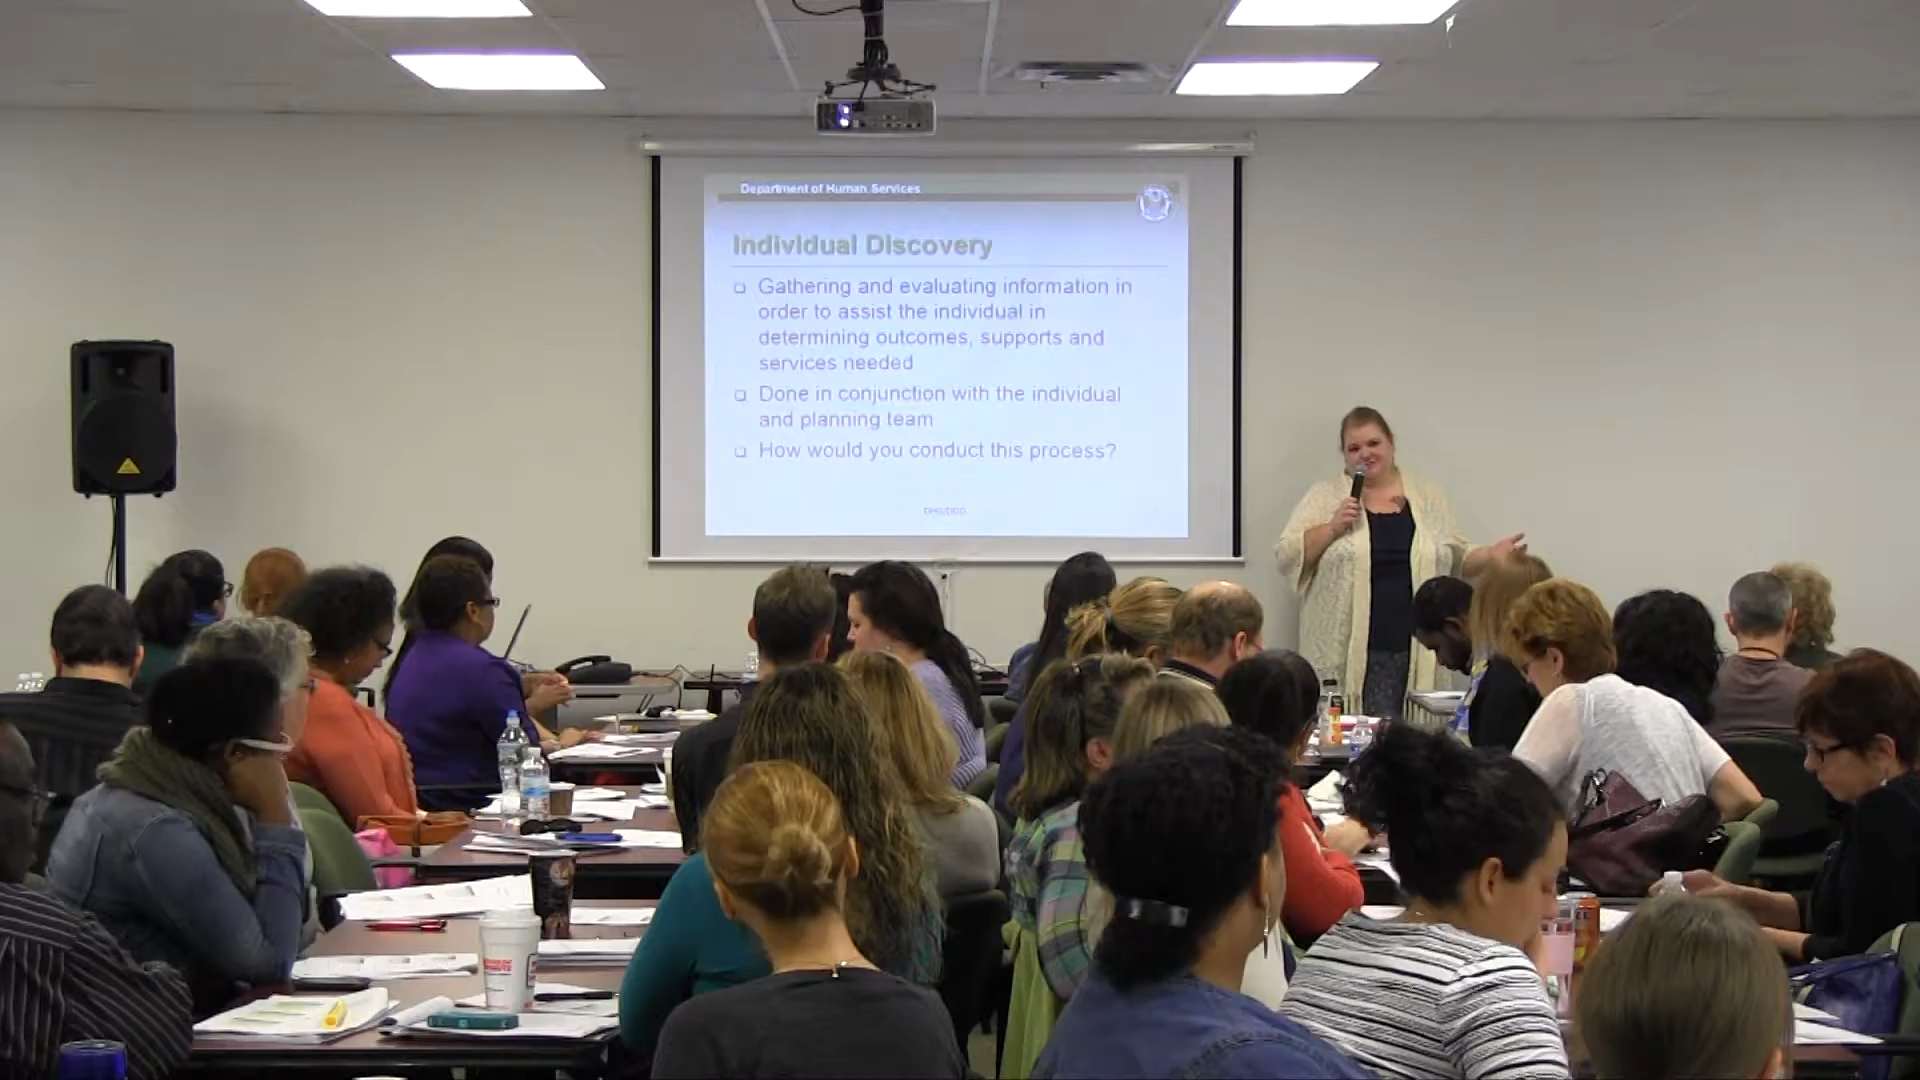 Department of Human Services
Individual Discovery
Gathering and evaluating information in
order to assist the individual in
determining outcomes, supports and
services needed
Done in conjunction with the individual
and planning team
How would you conduct this process?